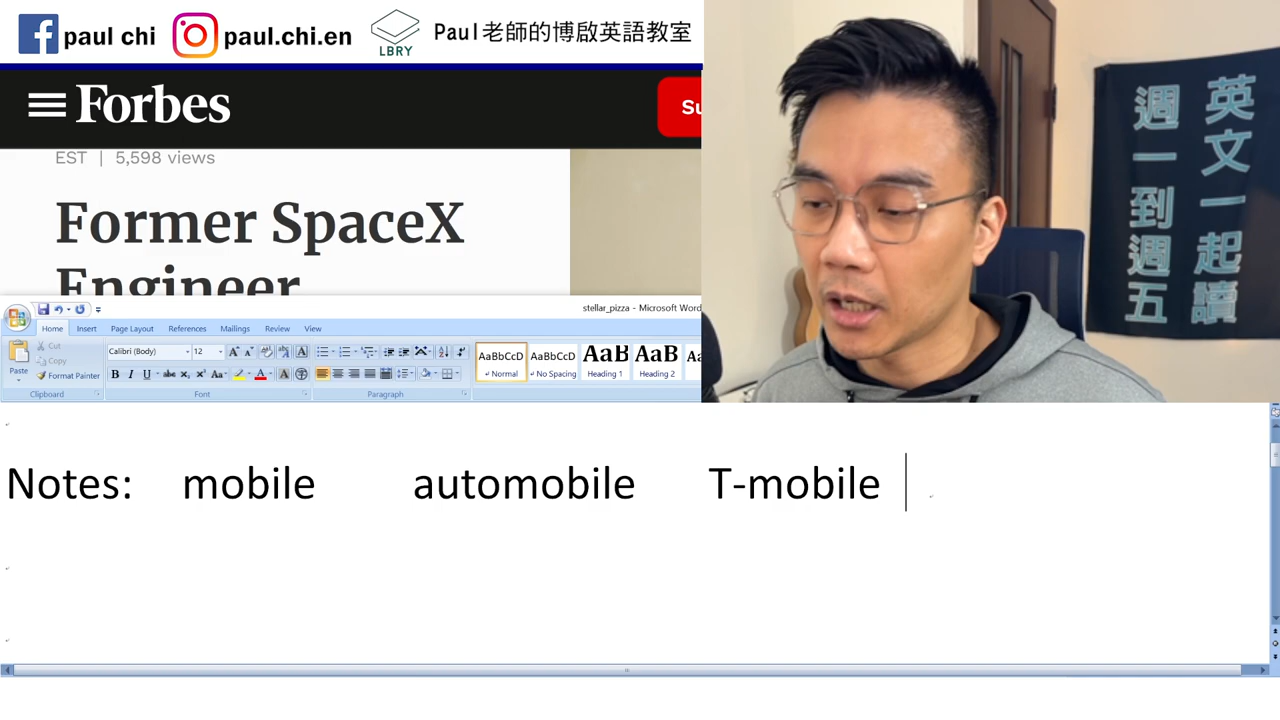 paul chi
paul.chi.en
LBRY
Paul老師的博啟英語教室
Forbes
Su
EST | 5,598 views
Former SpaceX
Engineer
英文一起讀
週一到週五
stellar_pizza - Microsoft Word
Home Insert Page Layout References Mailings Review View
Cut
Copy
Format Painter
Paste
Calibri (Body) 12
AaBbCcD AaBbCcD AaB AaB Aa
Normal No Spacing Heading 1 Heading 2
Clipboard Font Paragraph
Notes: mobile automobile T-mobile